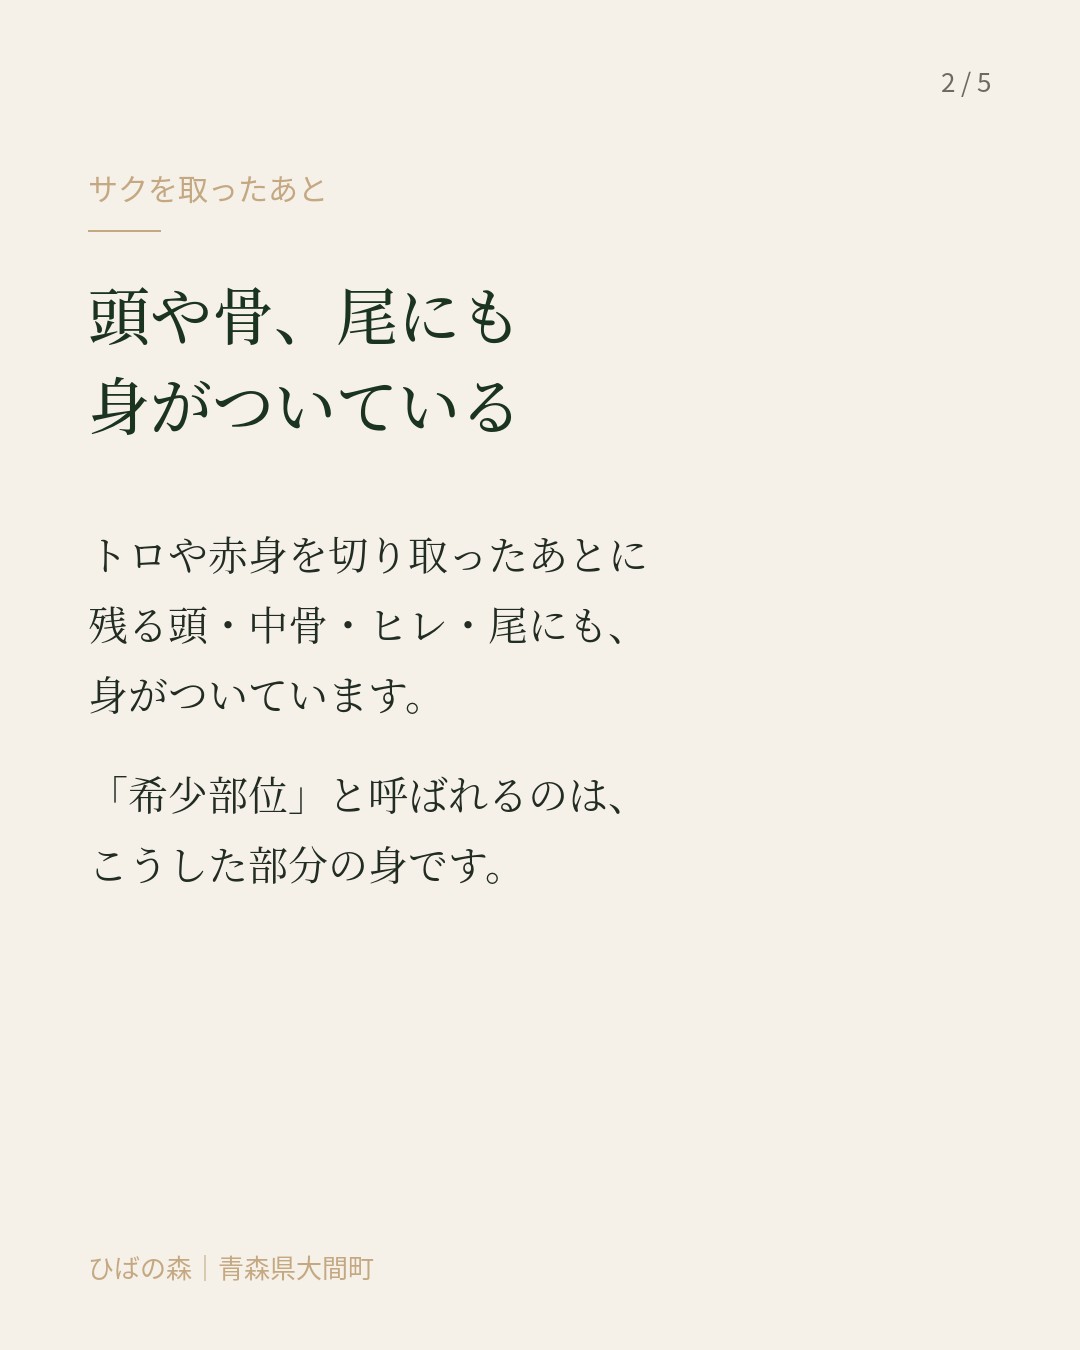 2 / 5
サクを取ったあと
頭や骨、尾にも
身がついている
トロや赤身を切り取ったあとに
残る頭・中骨・ヒレ・尾にも、
身がついています。
「希少部位」と呼ばれるのは、
こうした部分の身です。
ひばの森｜青森県大間町